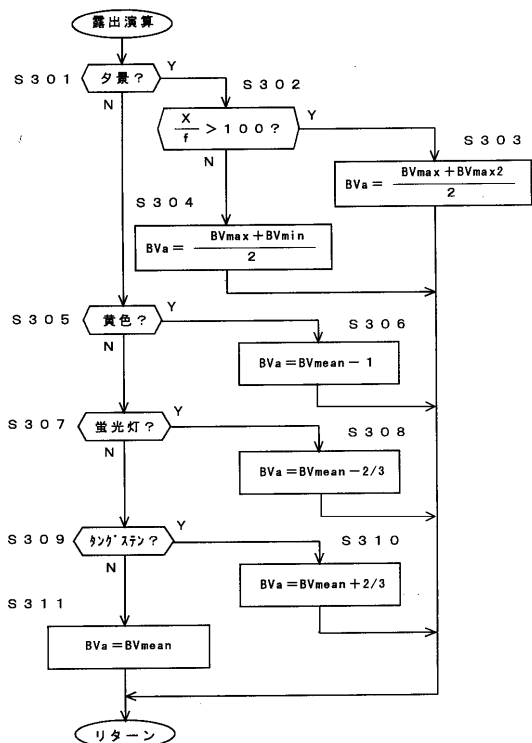 露出演算
S301
夕景?
Y
N
S302
X
f
>100?
Y
N
S303
BVa=
BVmax+BVmax2
2
S304
BVa=
BVmax+BVmin
2
S305
黄色?
Y
N
S306
BVa=BVmean-1
S307
蛍光灯?
Y
N
S308
BVa=BVmean-2/3
S309
タングステン?
Y
N
S310
BVa=BVmean+2/3
S311
BVa=BVmean
リターン